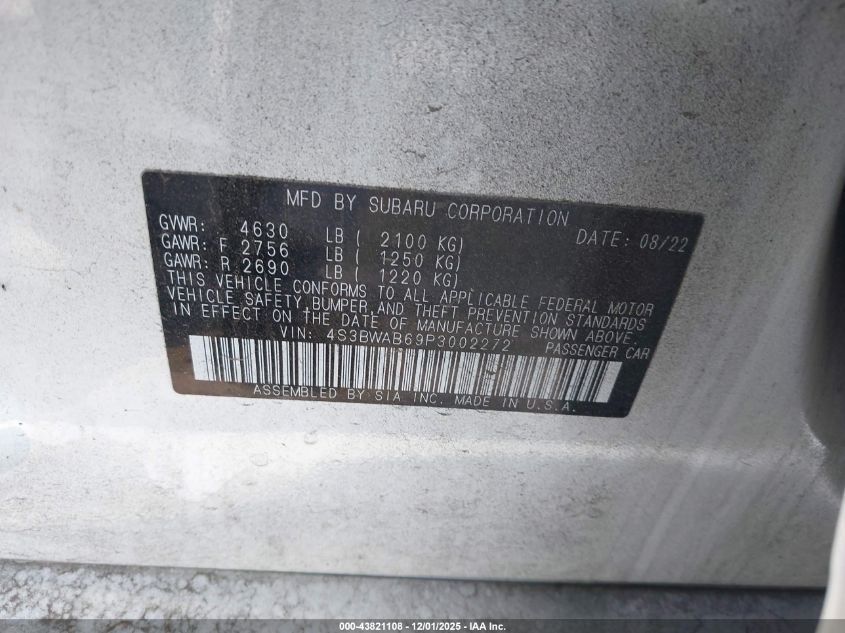 MFD BY SUBARU CORPORATION
GVWR: 4630 LB ( 2100 KG) DATE: 08/22
GAWR: F 2756 LB ( 1250 KG)
GAWR: R 2690 LB ( 1220 KG)
THIS VEHICLE CONFORMS TO ALL APPLICABLE FEDERAL MOTOR
VEHICLE SAFETY, BUMPER, AND THEFT PREVENTION STANDARDS
IN EFFECT ON THE DATE OF MANUFACTURE SHOWN ABOVE.
VIN: 4S3BWAB69P3002272 PASSENGER CAR
ASSEMBLED BY SIA INC. MADE IN U.S.A.
000-43821108 - 12/01/2025 - IAA Inc.